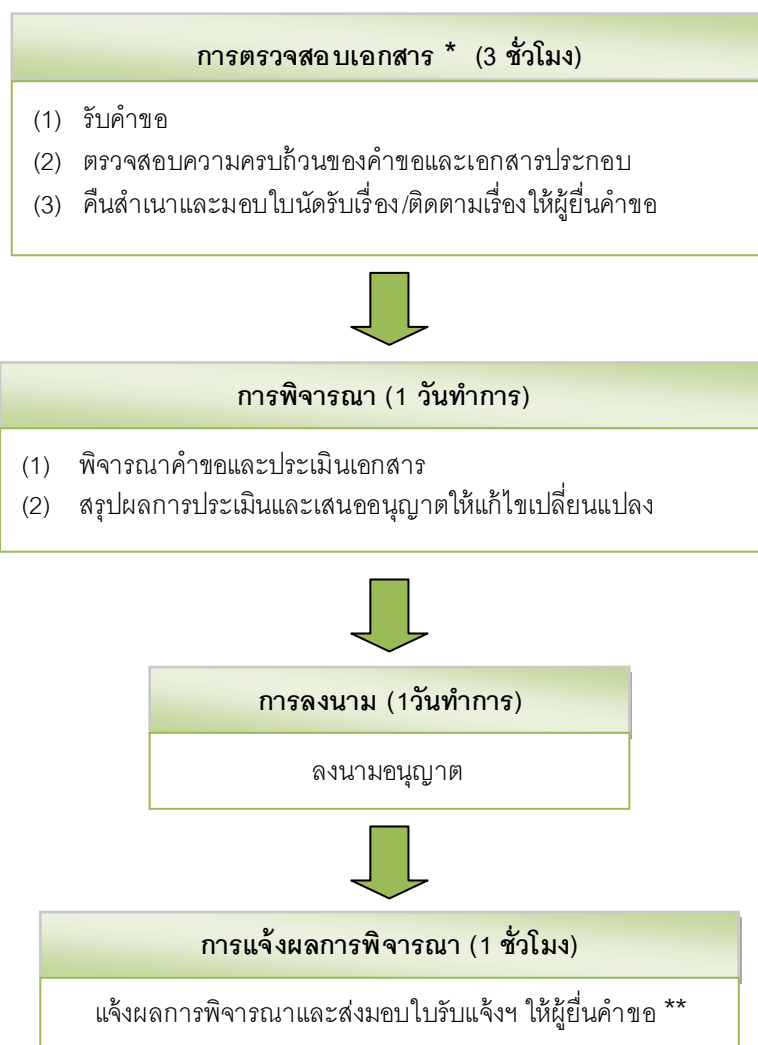 การตรวจสอบเอกสาร * (3 ชั่วโมง)
(1) รับคำขอ
(2) ตรวจสอบความครบถ้วนของคำขอและเอกสารประกอบ
(3) คืนสำเนาและมอบใบนัดรับเรื่อง/ติดตามเรื่องให้ผู้ยื่นคำขอ
การพิจารณา (1 วันทำการ)
(1) พิจารณาคำขอและประเมินเอกสาร
(2) สรุปผลการประเมินและเสนออนุญาตให้แก้ไขเปลี่ยนแปลง
การลงนาม (1วันทำการ)
ลงนามอนุญาต
การแจ้งผลการพิจารณา (1 ชั่วโมง)
แจ้งผลการพิจารณาและส่งมอบใบรับแจ้งฯ ให้ผู้ยื่นคำขอ **